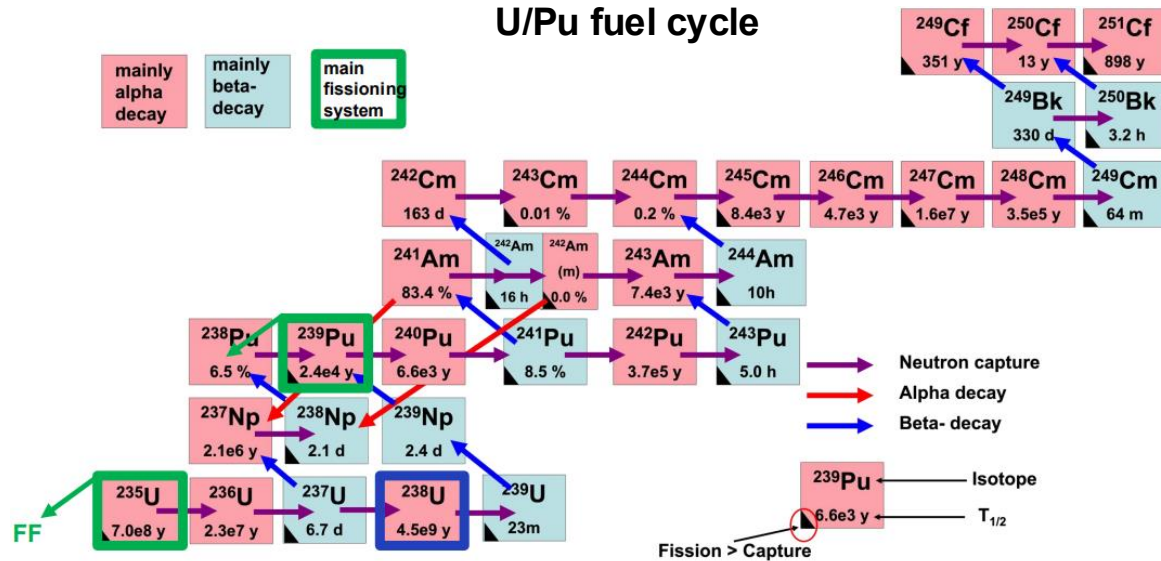 U/Pu fuel cycle
mainly
alpha
decay
mainly
beta-
decay
main
fissioning
system
249Cf
351 y
250Cf
13 y
251Cf
898 y
249Bk
330 d
250Bk
3.2 h
242Cm
163 d
243Cm
0.01 %
244Cm
0.2 %
245Cm
8.4e3 y
246Cm
4.7e3 y
247Cm
1.6e7 y
248Cm
3.5e5 y
249Cm
64 m
241Am
83.4 %
242Am
16 h
242Am
(m)
0.0 %
243Am
7.4e3 y
244Am
10h
238Pu
6.5 %
239Pu
2.4e4 y
240Pu
6.6e3 y
241Pu
8.5 %
242Pu
3.7e5 y
243Pu
5.0 h
Neutron capture
Alpha decay
Beta- decay
237Np
2.1e6 y
238Np
2.1 d
239Np
2.4 d
235U
7.0e8 y
236U
2.3e7 y
237U
6.7 d
238U
4.5e9 y
239U
23m
FF
239Pu
Isotope
6.6e3 y
T1/2
Fission > Capture